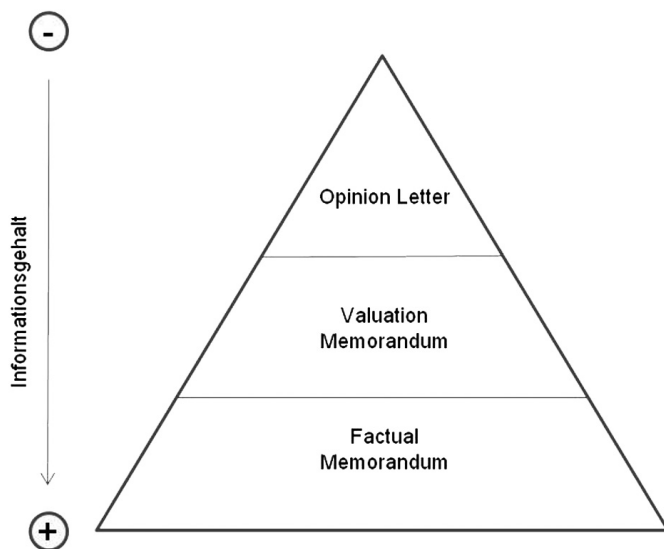 -
Opinion Letter
Informationsgehalt
Valuation
Memorandum
Factual
Memorandum
+